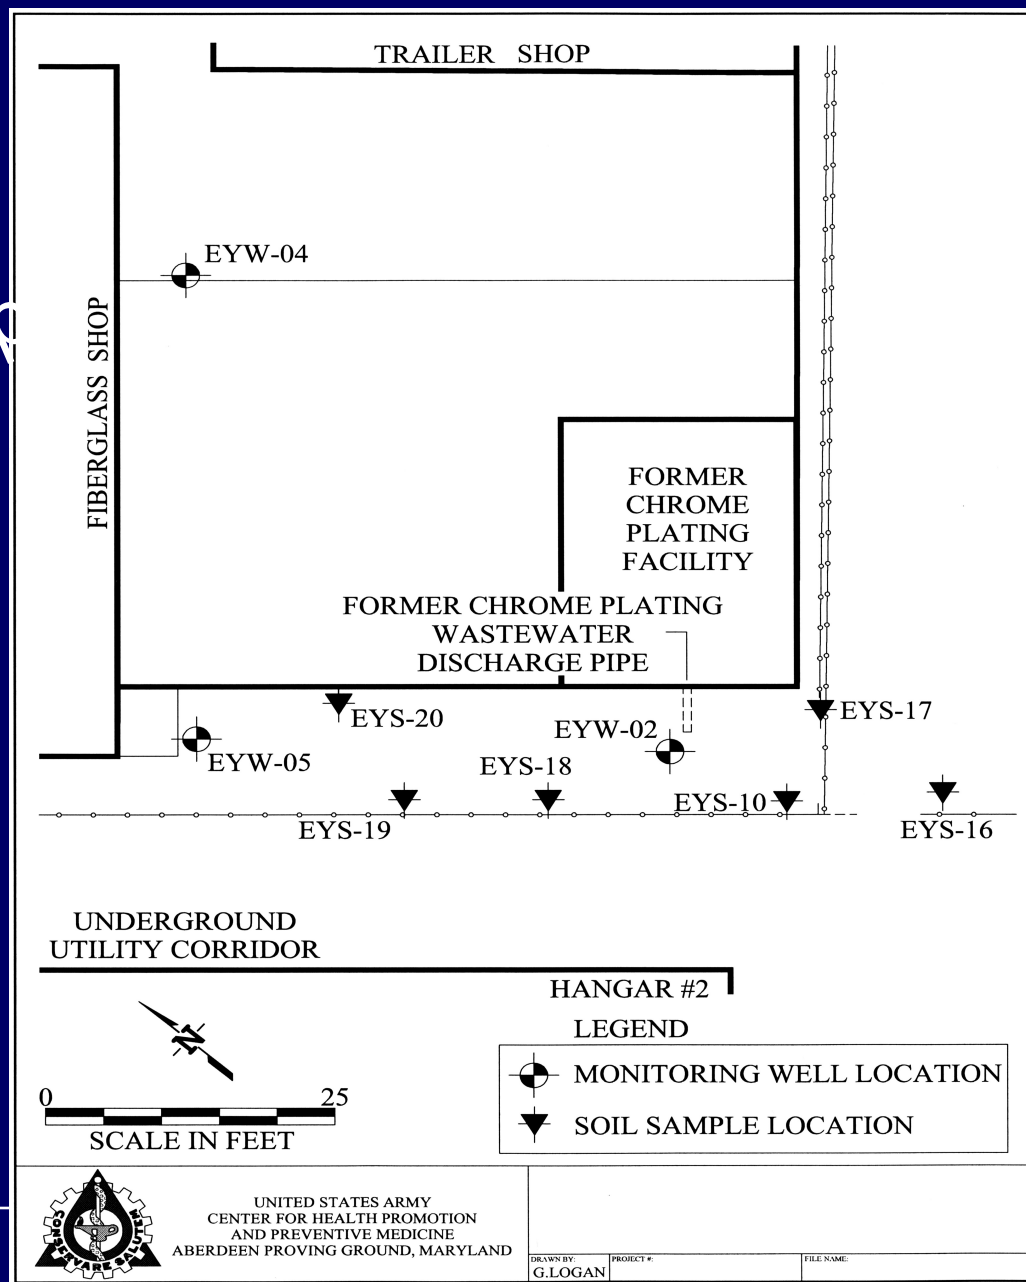 TRAILER SHOP
EYW-04
FIBERGLASS SHOP
FORMER
CHROME
PLATING
FACILITY
FORMER CHROME PLATING
WASTEWATER
DISCHARGE PIPE
EYS-20
EYS-17
EYW-02
EYW-05
EYS-18
EYS-10
EYS-19
EYS-16
UNDERGROUND
UTILITY CORRIDOR
HANGAR #2
N
LEGEND
MONITORING WELL LOCATION
SOIL SAMPLE LOCATION
0 25
SCALE IN FEET
CONSERVARE SALUTEM
UNITED STATES ARMY
CENTER FOR HEALTH PROMOTION
AND PREVENTIVE MEDICINE
ABERDEEN PROVING GROUND, MARYLAND
DRAWN BY:
G.LOGAN
PROJECT #:
FILE NAME: